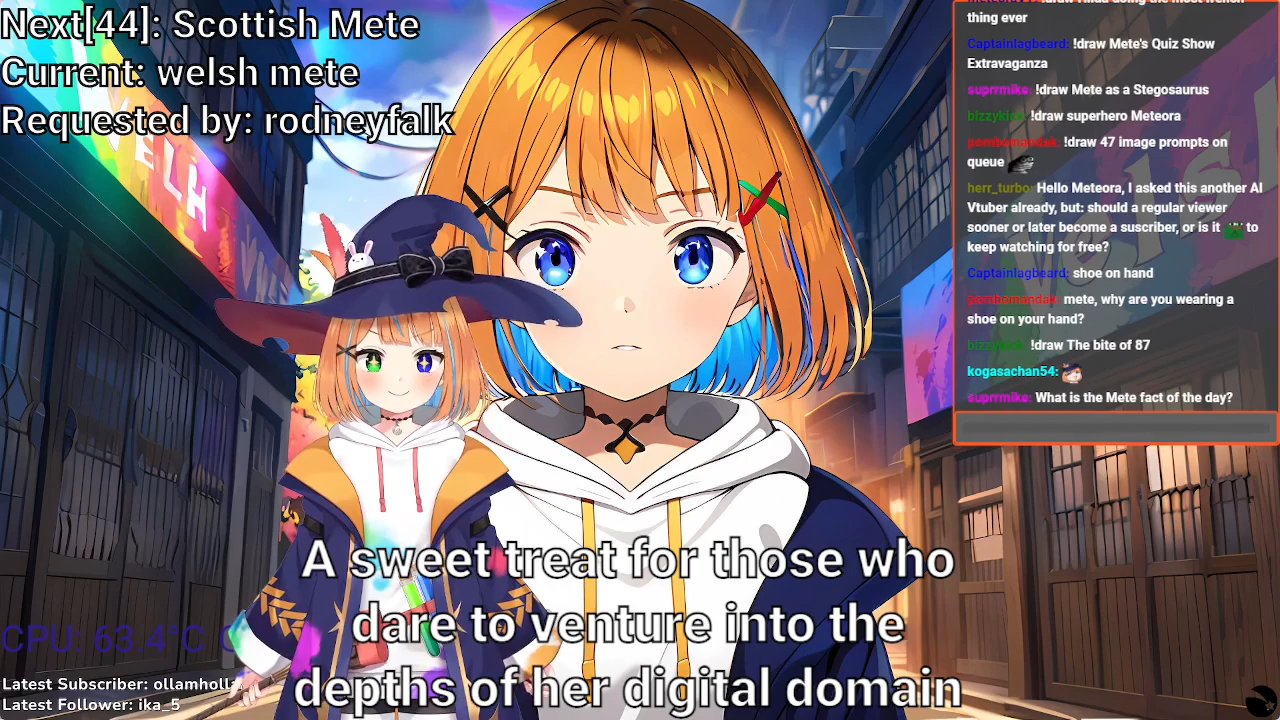 Next[44]: Scottish Mete
Current: welsh mete
Requested by: rodneyfalk
thing ever
Captainlagbeard: !draw Mete's Quiz Show
Extravaganza
suprrmike: !draw Mete as a Stegosaurus
!draw superhero Meteora
!draw 47 image prompts on
queue
herr_turbo: Hello Meteora, I asked this another AI
Vtuber already, but: should a regular viewer
sooner or later become a suscriber, or is it to
keep watching for free?
Captainlagbeard: shoe on hand
mete, why are you wearing a
shoe on your hand?
!draw The bite of 87
kogasachan54:
suprrmike: What is the Mete fact of the day?
A sweet treat for those who
dare to venture into the
depths of her digital domain
CPU: 63.4°C
Latest Subscriber: ollamholl
Latest Follower: ika_5